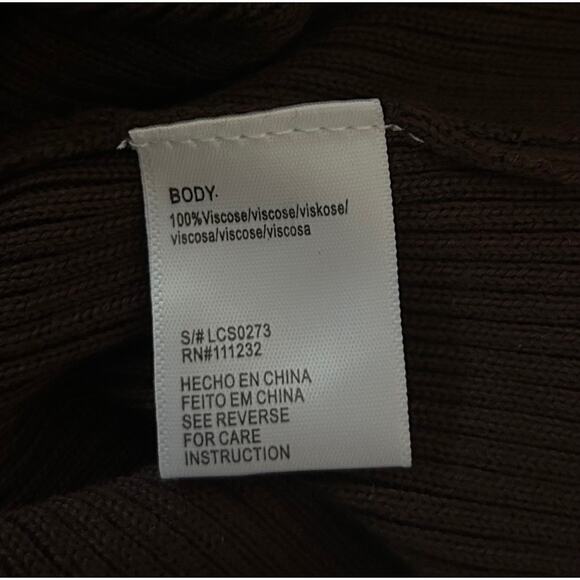 BODY:
100%Viscose/viscose/viskose/
viscosa/viscose/viscosa
S/# LCS0273
RN#111232
HECHO EN CHINA
FEITO EM CHINA
SEE REVERSE
FOR CARE
INSTRUCTION